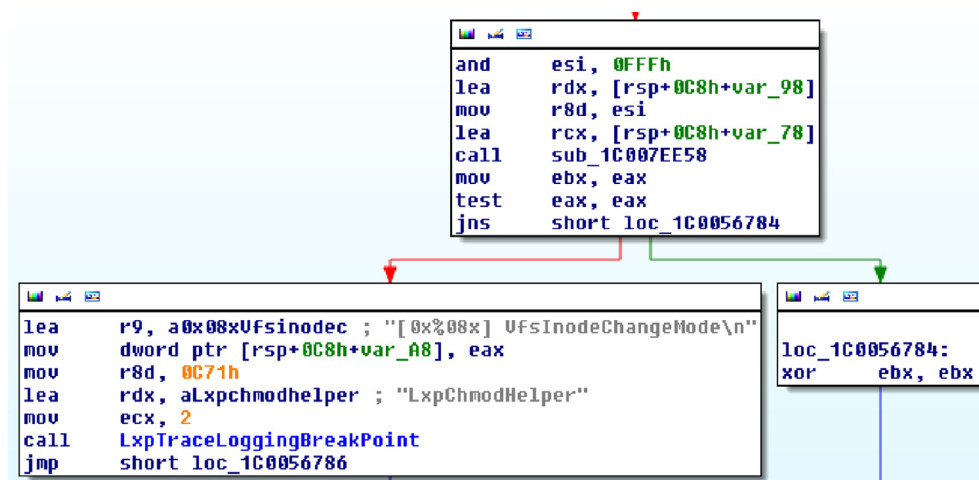 and     esi, 0FFFh
lea     rdx, [rsp+0C8h+var_98]
mov     r8d, esi
lea     rcx, [rsp+0C8h+var_78]
call    sub_1C007EE58
mov     ebx, eax
test    eax, eax
jns     short loc_1C0056784
lea     r9, a0x08xVfsinodec ; "[0x%08x] VfsInodeChangeMode\n"
mov     dword ptr [rsp+0C8h+var_A8], eax
mov     r8d, 0C71h
lea     rdx, aLxpchmodhelper ; "LxpChmodHelper"
mov     ecx, 2
call    LxpTraceLoggingBreakPoint
jmp     short loc_1C0056786
loc_1C0056784:
xor     ebx, ebx